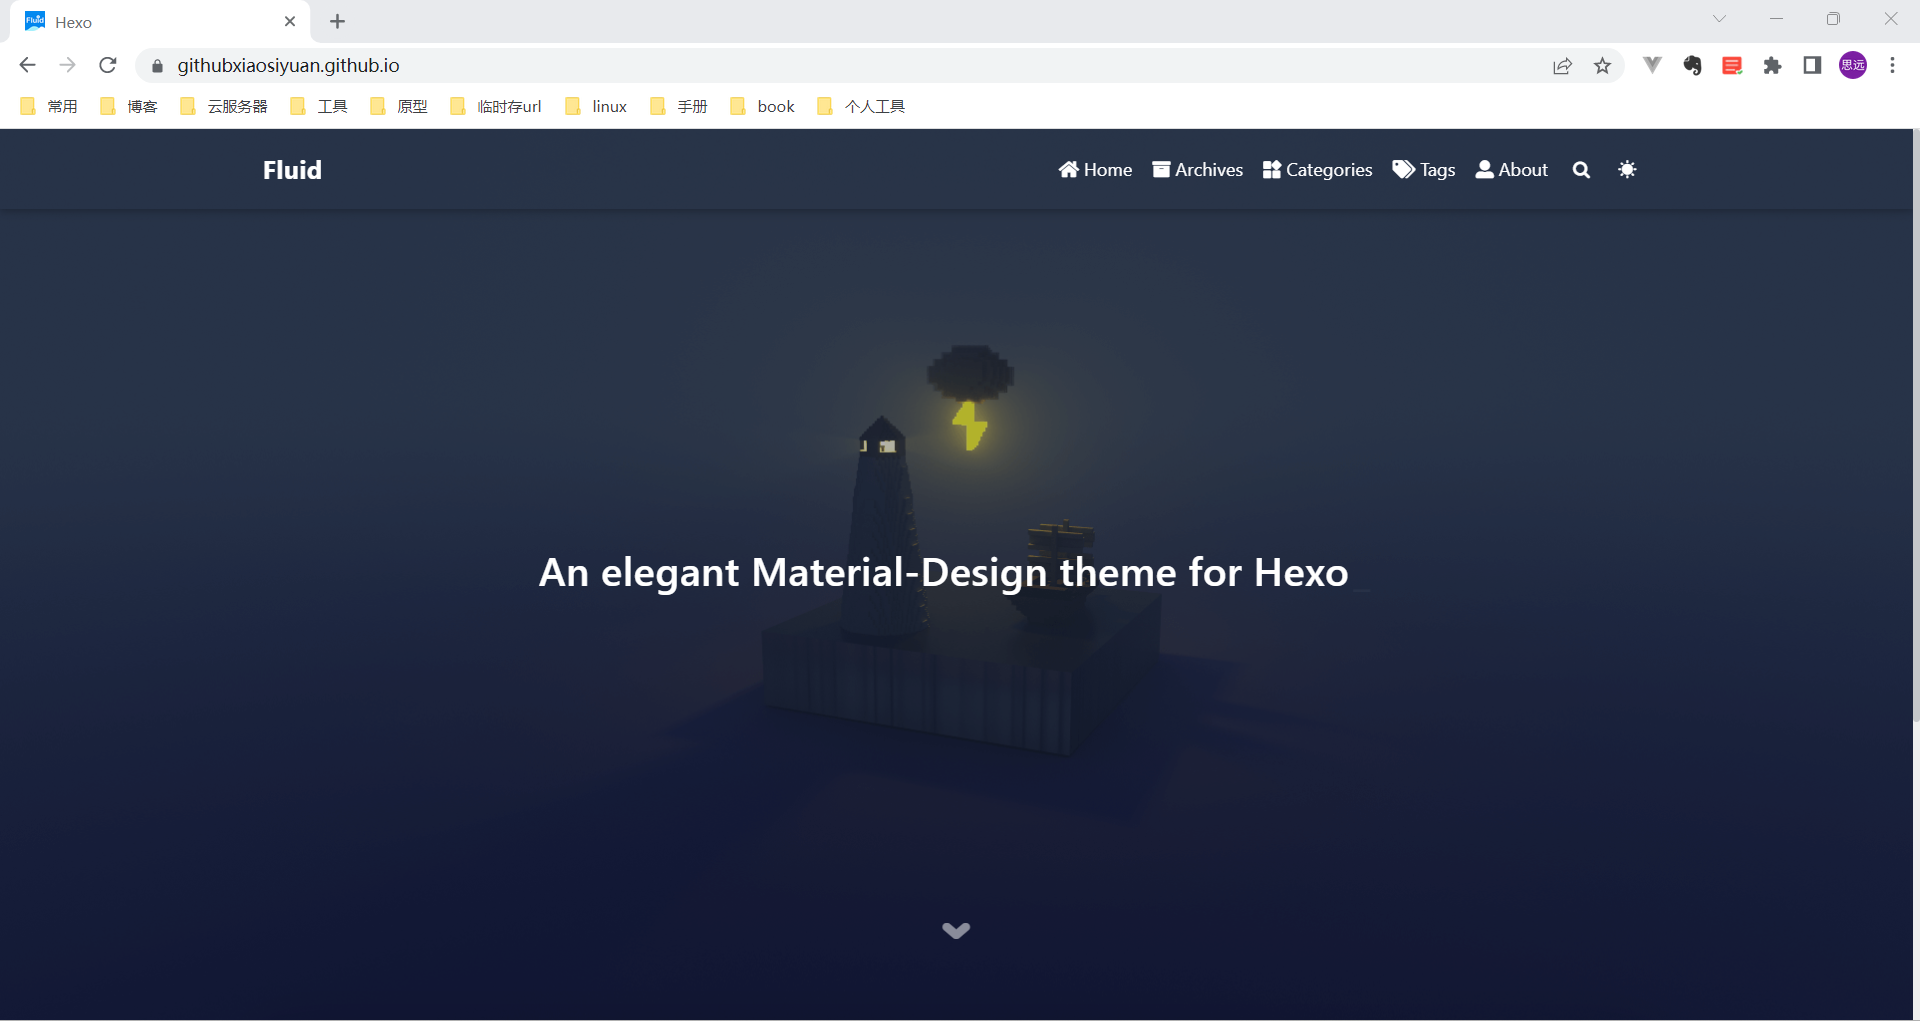 Fluid Hexo
githubxiaosiyuan.github.io 思远
常用 博客 云服务器 工具 原型 临时存url linux 手册 book 个人工具
Fluid Home Archives Categories Tags About
An elegant Material-Design theme for Hexo_